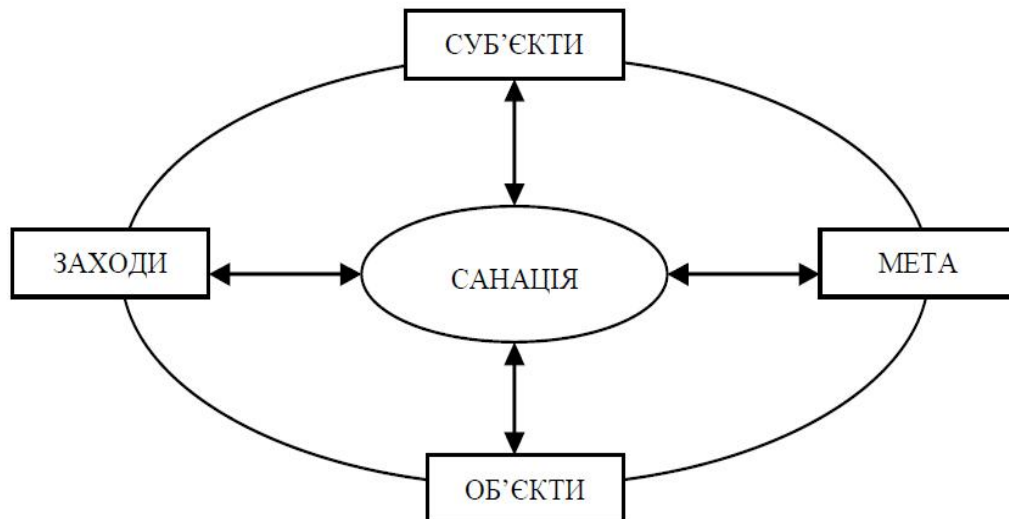 СУБ’ЄКТИ
ЗАХОДИ
САНАЦІЯ
МЕТА
ОБ’ЄКТИ